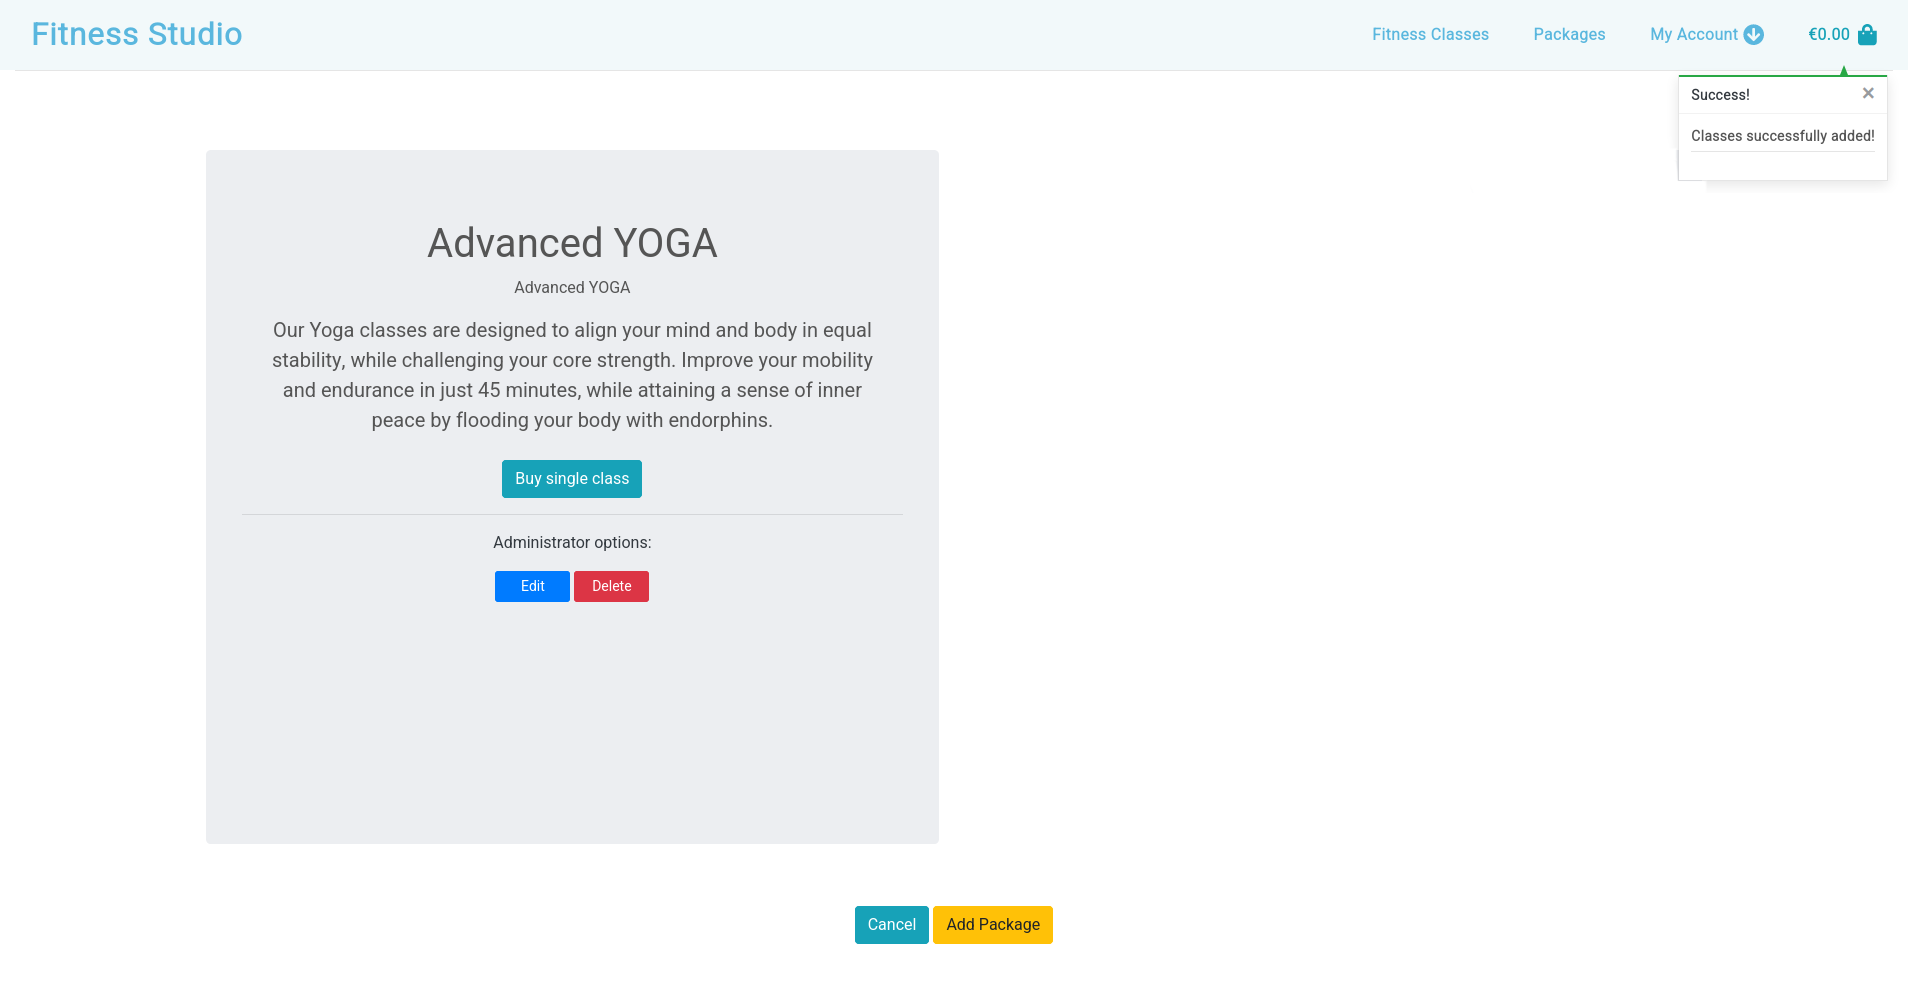 Fitness Studio
Fitness Classes
Packages
My Account
€0.00
Success!
×
Classes successfully added!
Advanced YOGA
Advanced YOGA
Our Yoga classes are designed to align your mind and body in equal
stability, while challenging your core strength. Improve your mobility
and endurance in just 45 minutes, while attaining a sense of inner
peace by flooding your body with endorphins.
Buy single class
Administrator options:
Edit
Delete
Cancel
Add Package